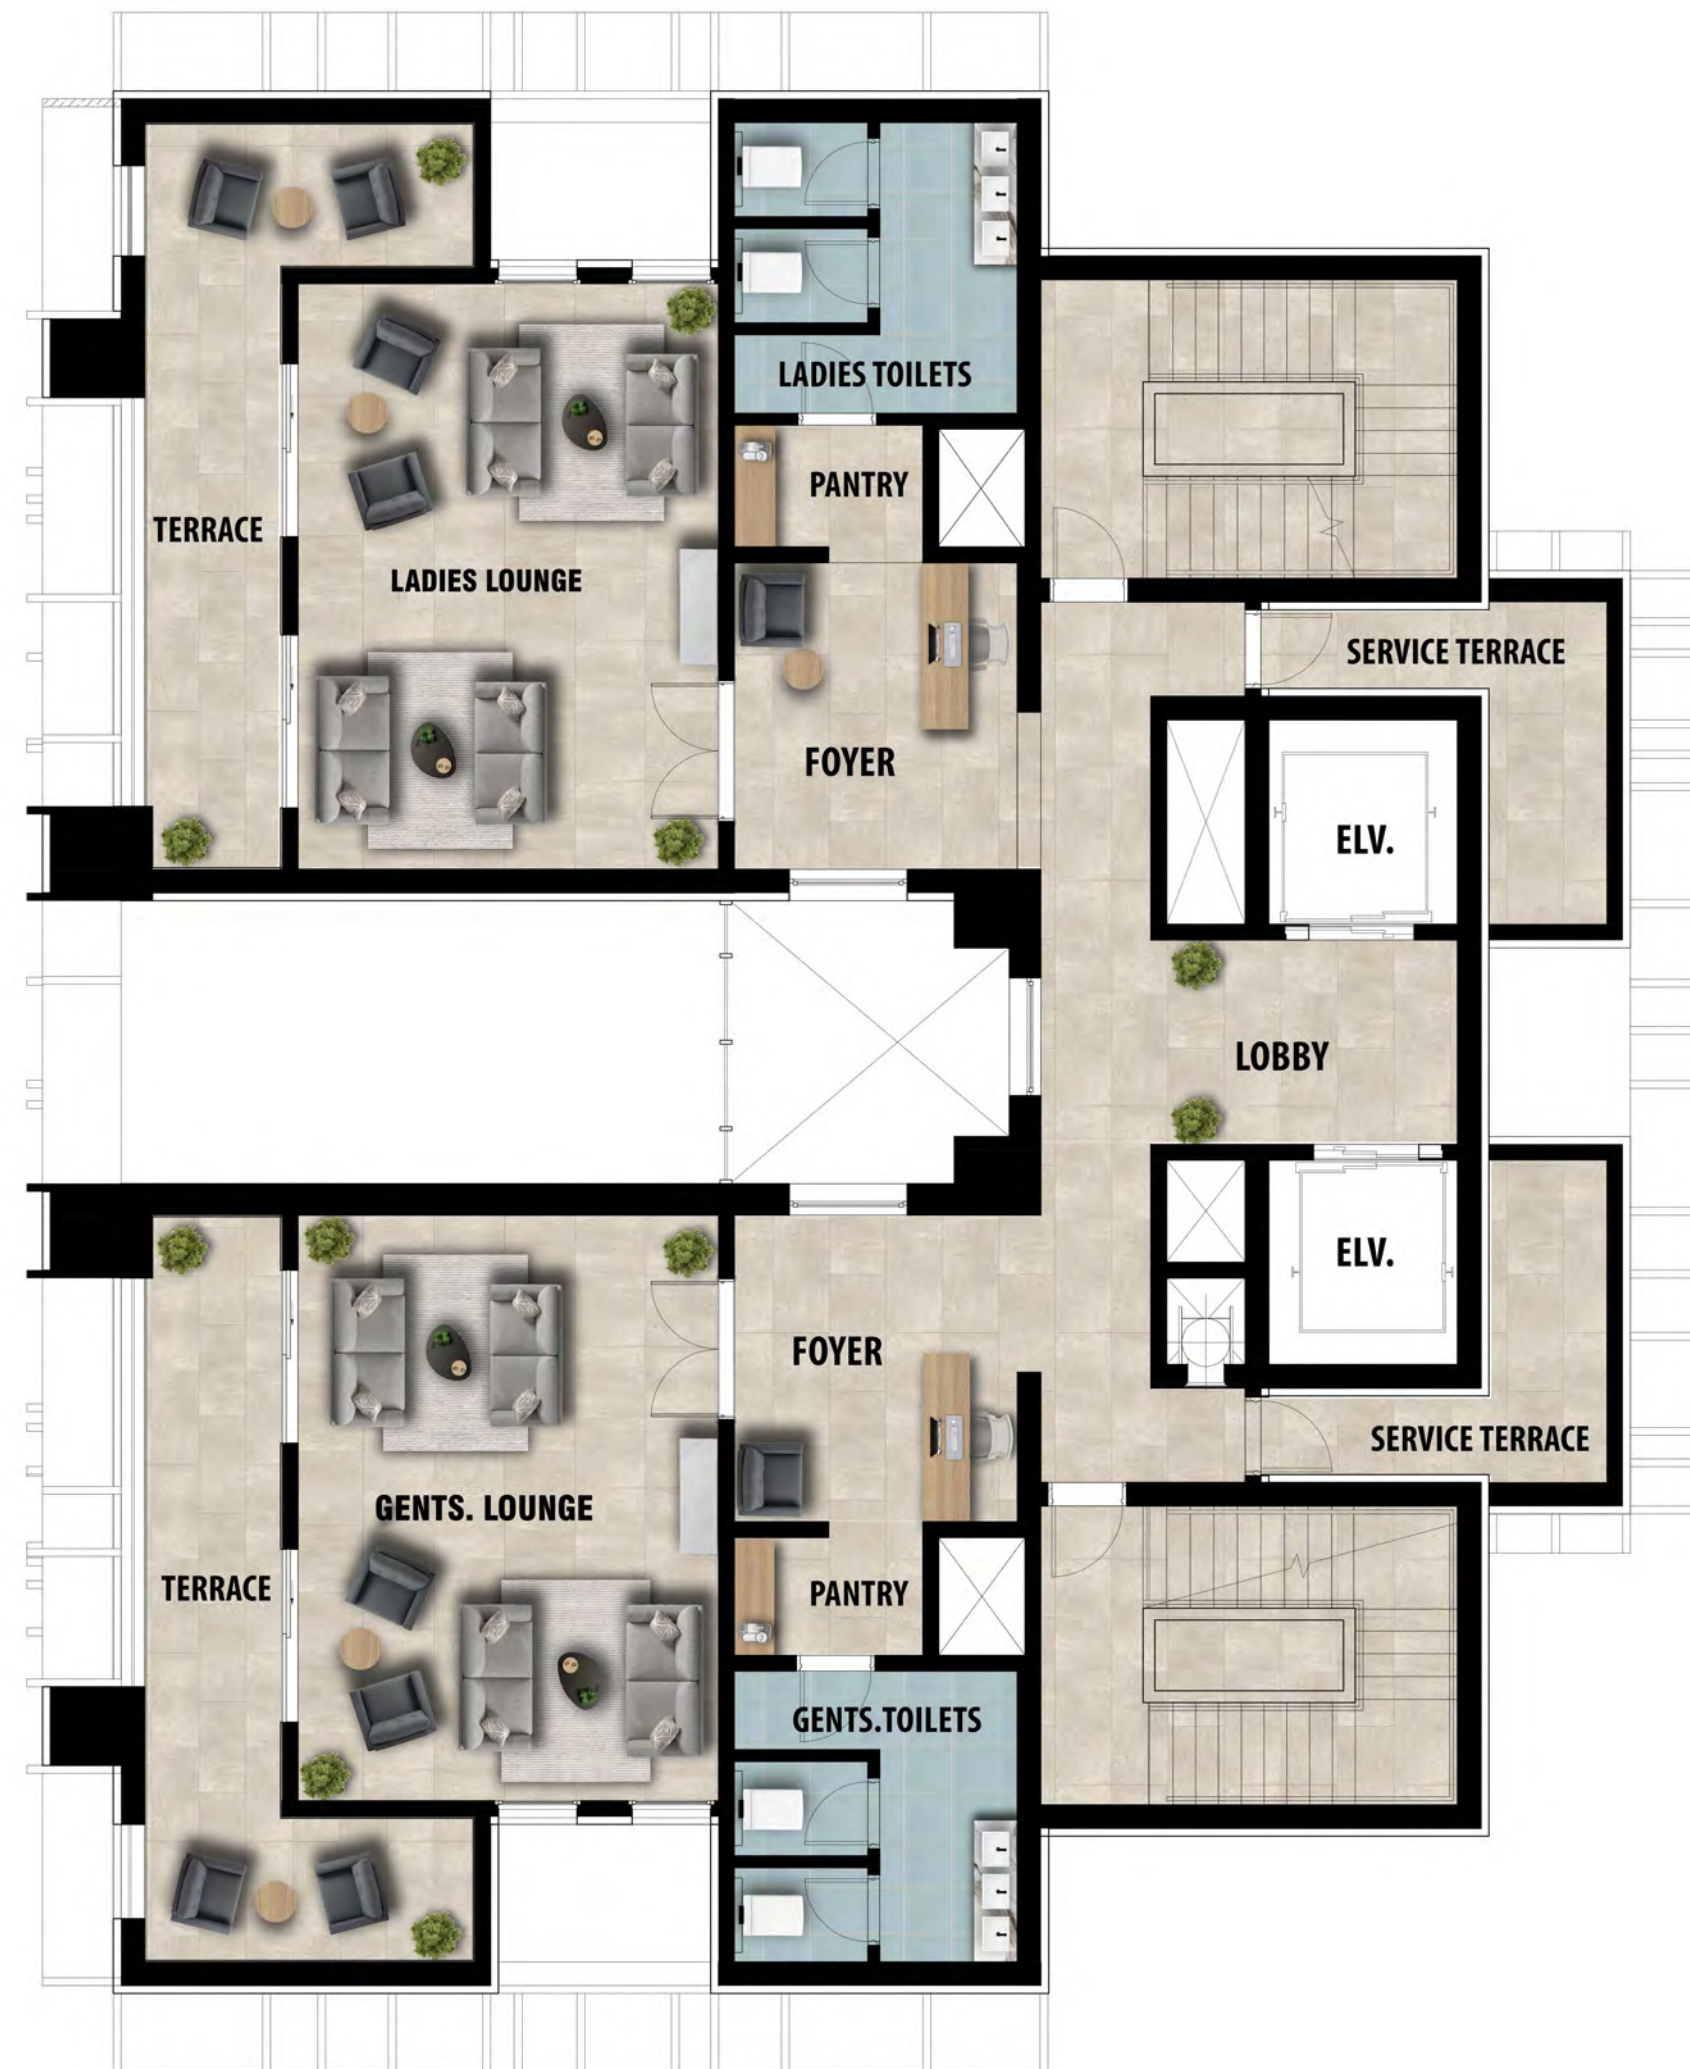 LADIES TOILETS
PANTRY
TERRACE
LADIES LOUNGE
SERVICE TERRACE
FOYER
ELV.
LOBBY
ELV.
FOYER
SERVICE TERRACE
GENTS. LOUNGE
TERRACE
PANTRY
GENTS.TOILETS